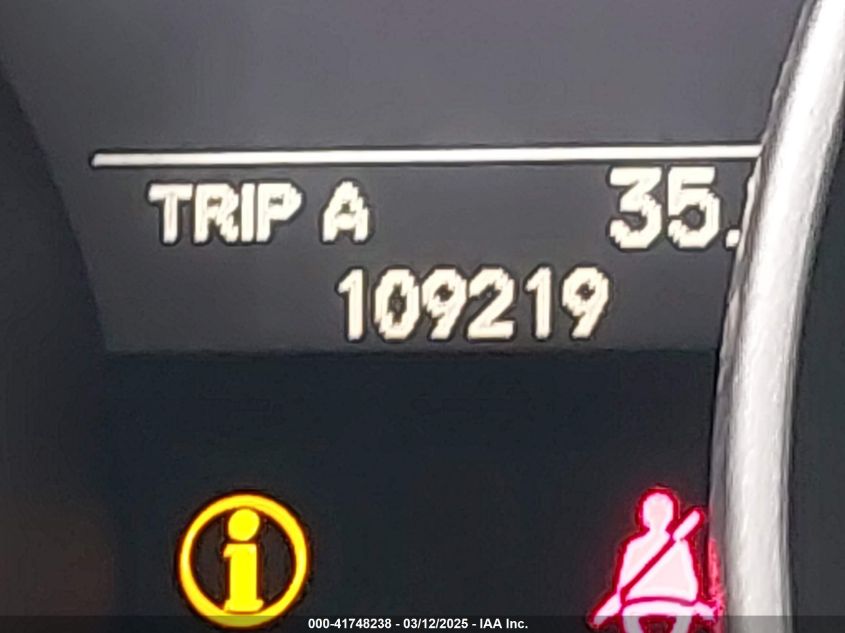 TRIP A 35.
109219
i
000-41748238 - 03/12/2025 - IAA Inc.